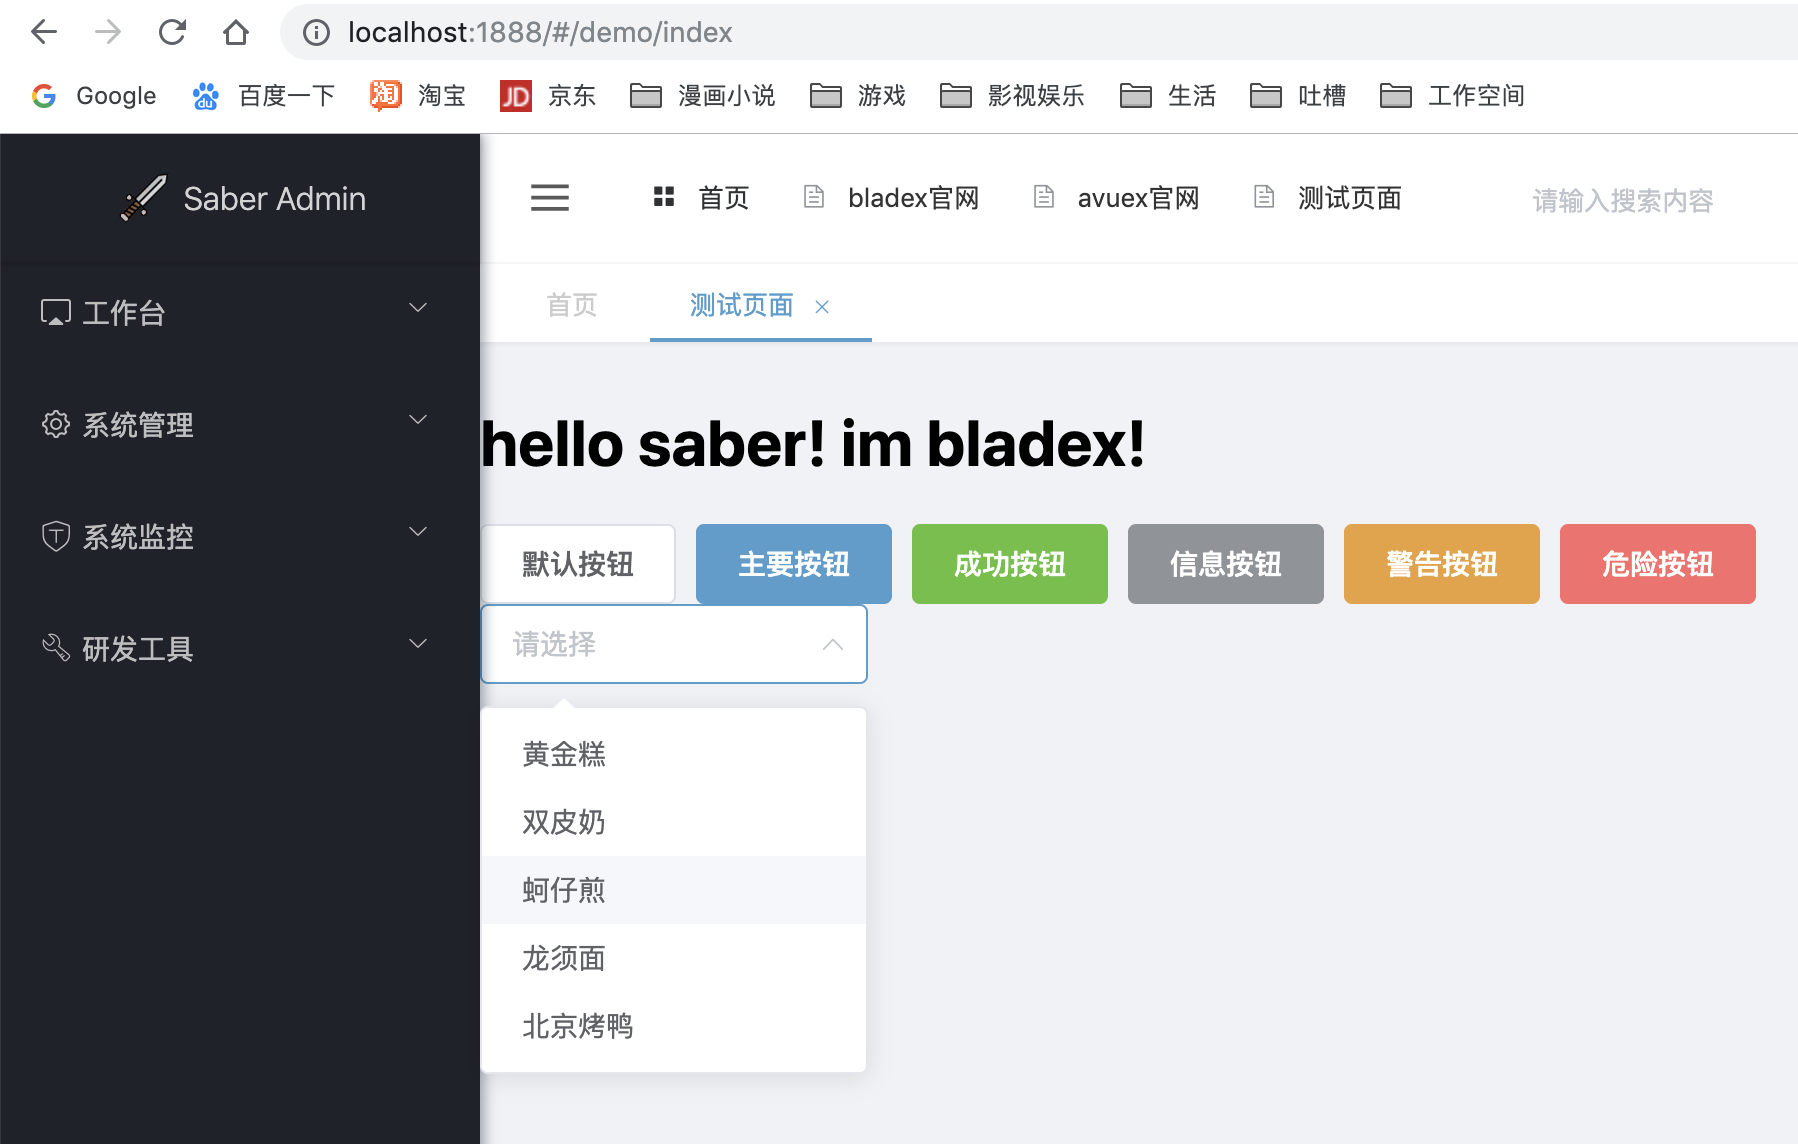 localhost:1888/#/demo/index
Google 百度一下 淘宝 京东 漫画小说 游戏 影视娱乐 生活 吐槽 工作空间
Saber Admin
首页 bladex官网 avuex官网 测试页面 请输入搜索内容
首页 测试页面
工作台
系统管理
系统监控
研发工具
hello saber! im bladex!
默认按钮 主要按钮 成功按钮 信息按钮 警告按钮 危险按钮
请选择
黄金糕
双皮奶
蚵仔煎
龙须面
北京烤鸭